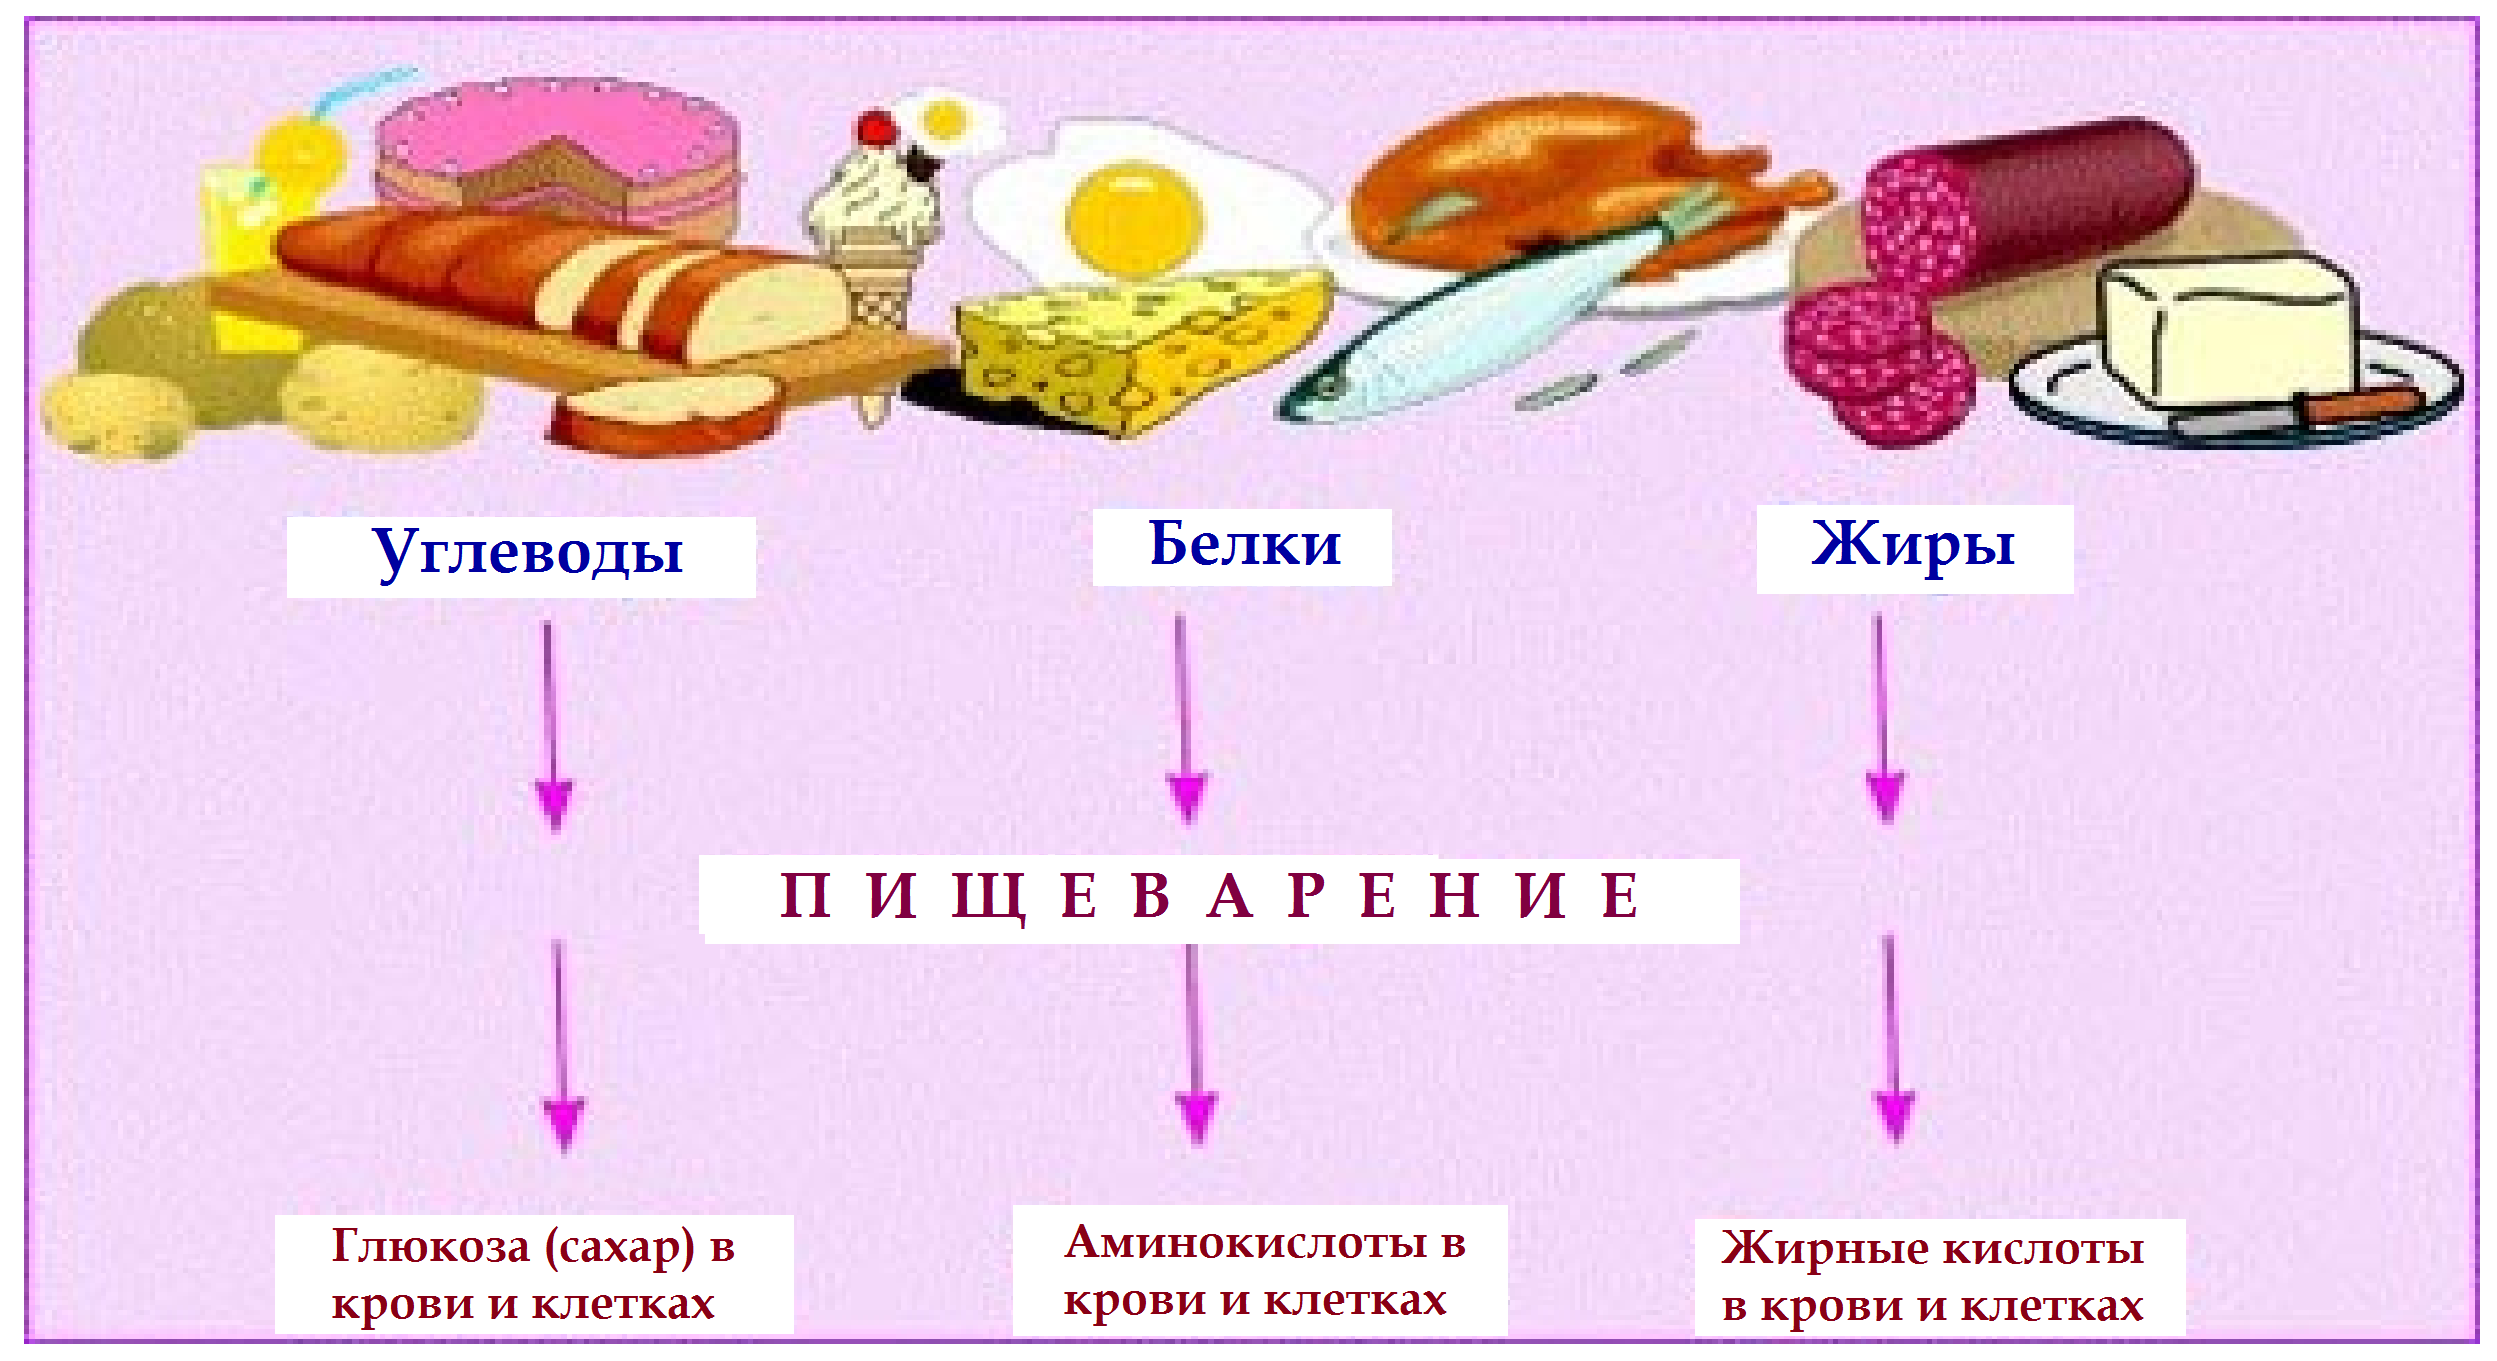 Углеводы
Белки
Жиры
П И Щ Е В А Р Е Н И Е
Глюкоза (сахар) в
крови и клетках
Аминокислоты в
крови и клетках
Жирные кислоты
в крови и клетках